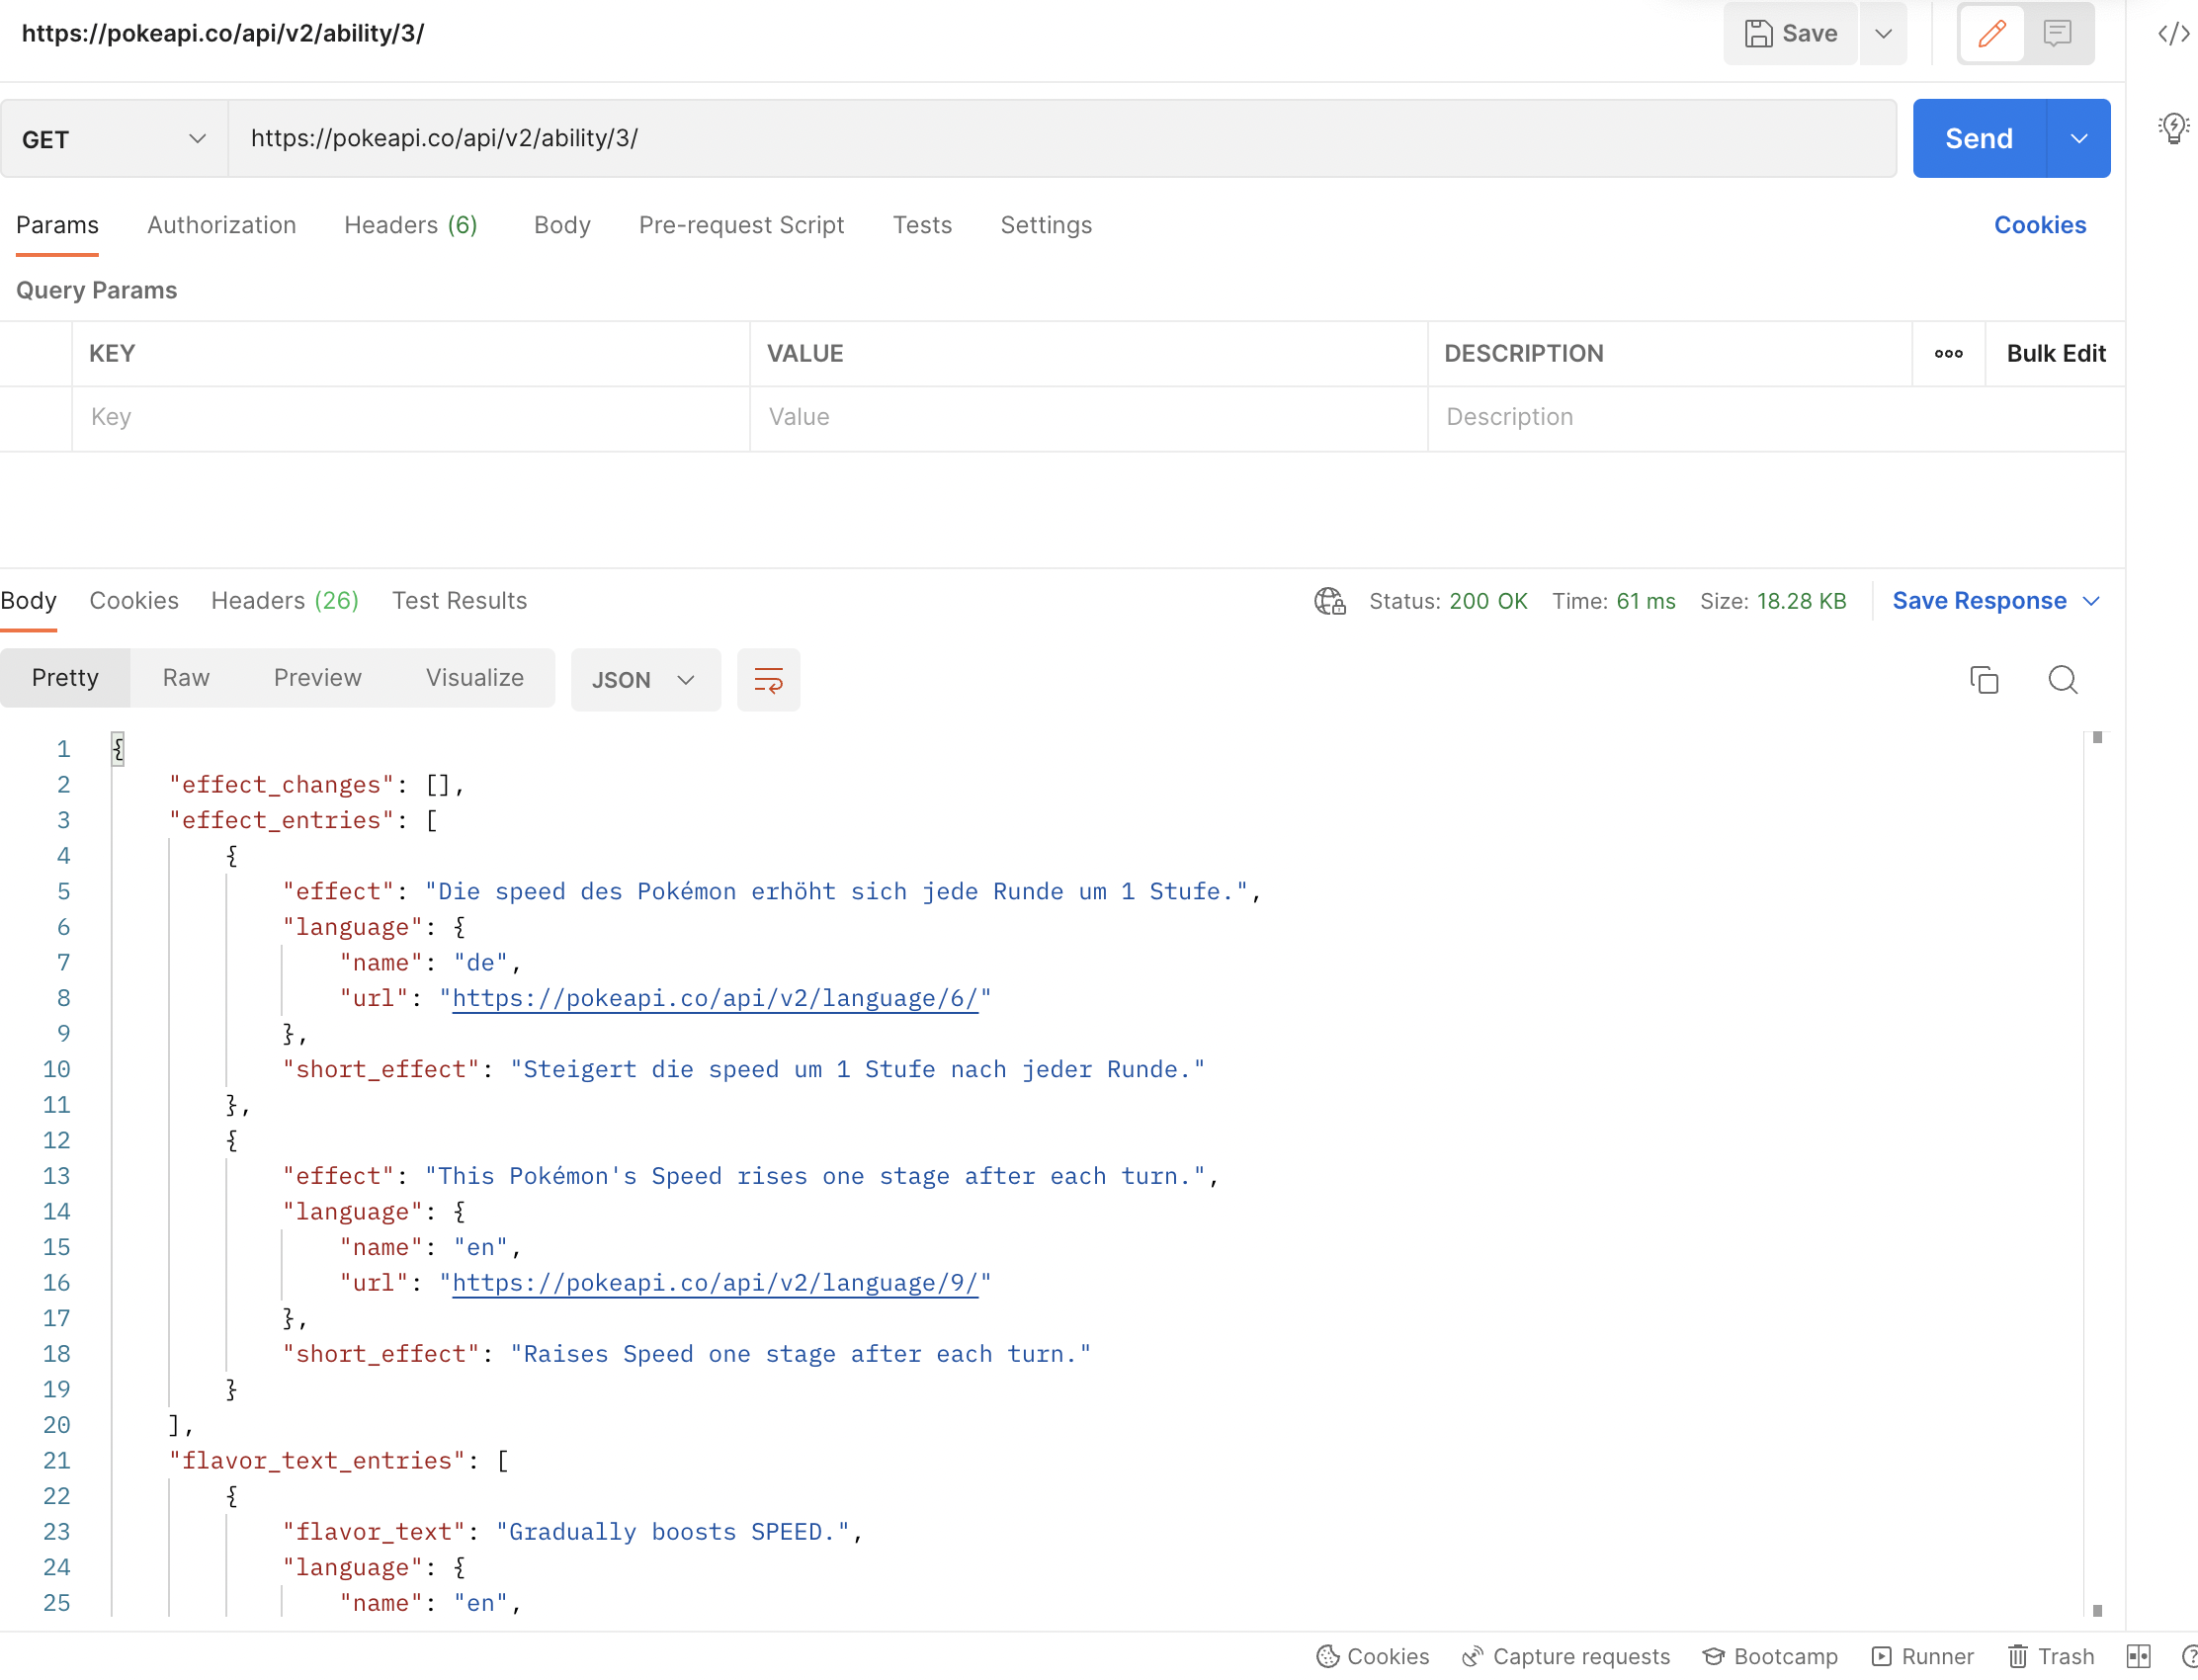 https://pokeapi.co/api/v2/ability/3/
Save
GET
https://pokeapi.co/api/v2/ability/3/
Send
Params Authorization Headers (6) Body Pre-request Script Tests Settings Cookies
Query Params
KEY VALUE DESCRIPTION Bulk Edit
Key Value Description
Body Cookies Headers (26) Test Results Status: 200 OK Time: 61 ms Size: 18.28 KB Save Response
Pretty Raw Preview Visualize JSON
1 {
2 "effect_changes": [],
3 "effect_entries": [
4 {
5 "effect": "Die speed des Pokémon erhöht sich jede Runde um 1 Stufe.",
6 "language": {
7 "name": "de",
8 "url": "https://pokeapi.co/api/v2/language/6/"
9 },
10 "short_effect": "Steigert die speed um 1 Stufe nach jeder Runde."
11 },
12 {
13 "effect": "This Pokémon's Speed rises one stage after each turn.",
14 "language": {
15 "name": "en",
16 "url": "https://pokeapi.co/api/v2/language/9/"
17 },
18 "short_effect": "Raises Speed one stage after each turn."
19 }
20 ],
21 "flavor_text_entries": [
22 {
23 "flavor_text": "Gradually boosts SPEED.",
24 "language": {
25 "name": "en",
Cookies Capture requests Bootcamp Runner Trash